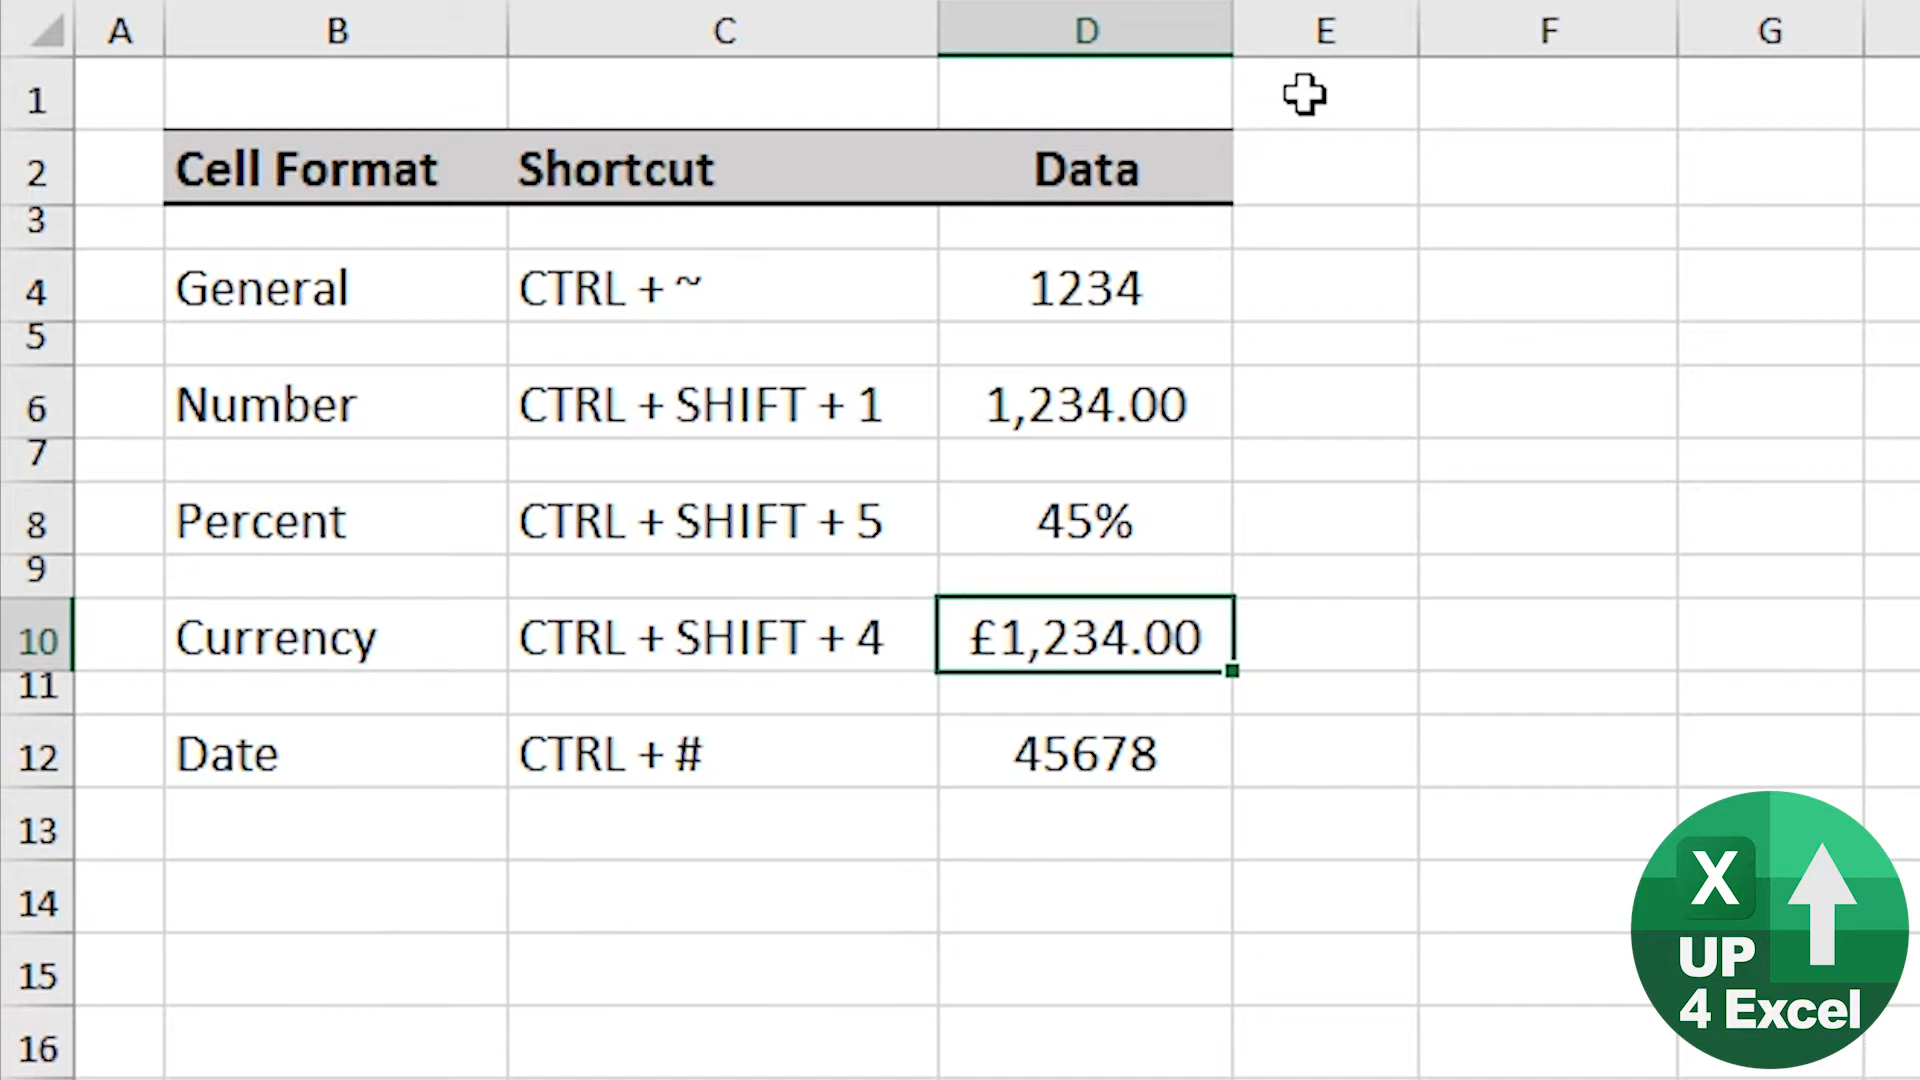 A B C D E F G
1
2 Cell Format Shortcut Data
3
4 General CTRL + ~ 1234
5
6 Number CTRL + SHIFT + 1 1,234.00
7
8 Percent CTRL + SHIFT + 5 45%
9
10 Currency CTRL + SHIFT + 4 £1,234.00
11
12 Date CTRL + # 45678
13
14
15
16
X
UP
4 Excel